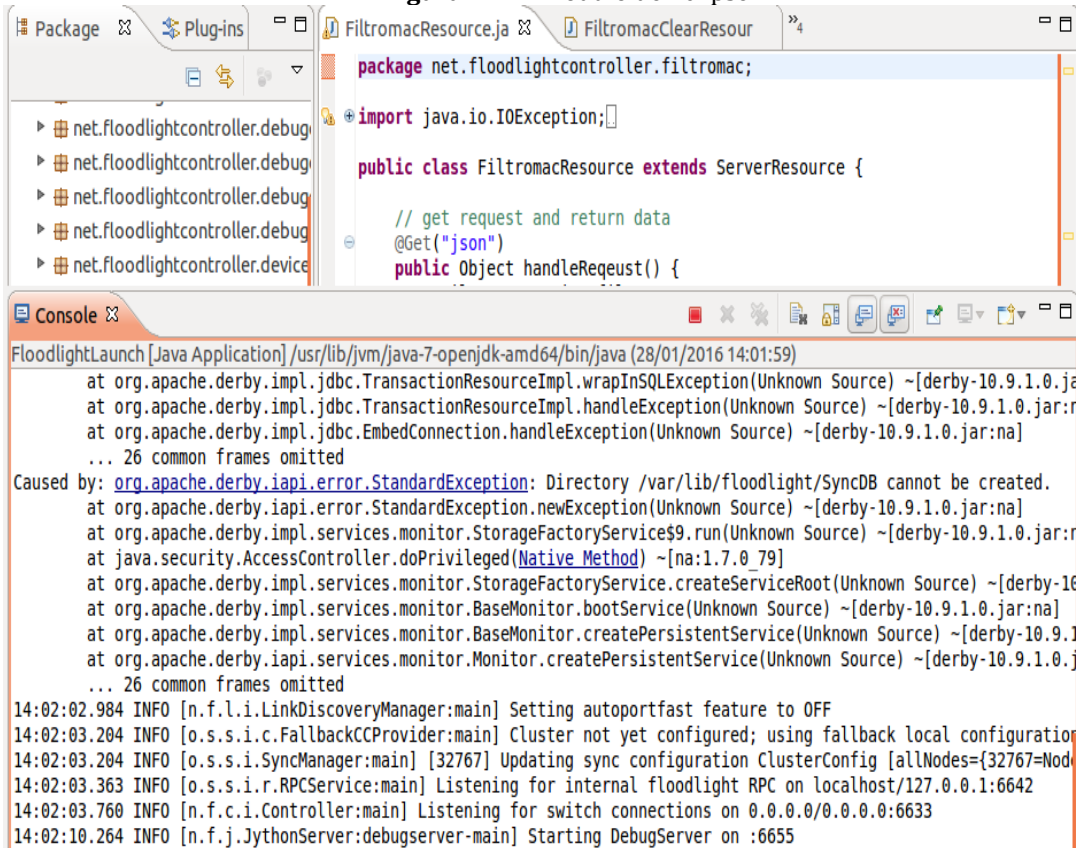 Package
Plug-ins
FiltromacResource.ja
FiltromacClearResour
»4
package net.floodlightcontroller.filtromac;
import java.io.IOException;
public class FiltromacResource extends ServerResource {
// get request and return data
@Get("json")
public Object handleReqeust() {
net.floodlightcontroller.debug
net.floodlightcontroller.debug
net.floodlightcontroller.debug
net.floodlightcontroller.debug
net.floodlightcontroller.device
Console
FloodlightLaunch [Java Application] /usr/lib/jvm/java-7-openjdk-amd64/bin/java (28/01/2016 14:01:59)
at org.apache.derby.impl.jdbc.TransactionResourceImpl.wrapInSQLException(Unknown Source) ~[derby-10.9.1.0.ja
at org.apache.derby.impl.jdbc.TransactionResourceImpl.handleException(Unknown Source) ~[derby-10.9.1.0.jar:n
at org.apache.derby.impl.jdbc.EmbedConnection.handleException(Unknown Source) ~[derby-10.9.1.0.jar:na]
... 26 common frames omitted
Caused by: org.apache.derby.iapi.error.StandardException: Directory /var/lib/floodlight/SyncDB cannot be created.
at org.apache.derby.iapi.error.StandardException.newException(Unknown Source) ~[derby-10.9.1.0.jar:na]
at org.apache.derby.impl.services.monitor.StorageFactoryService$9.run(Unknown Source) ~[derby-10.9.1.0.jar:n
at java.security.AccessController.doPrivileged(Native Method) ~[na:1.7.0_79]
at org.apache.derby.impl.services.monitor.StorageFactoryService.createServiceRoot(Unknown Source) ~[derby-10
at org.apache.derby.impl.services.monitor.BaseMonitor.bootService(Unknown Source) ~[derby-10.9.1.0.jar:na]
at org.apache.derby.impl.services.monitor.BaseMonitor.createPersistentService(Unknown Source) ~[derby-10.9.1
at org.apache.derby.iapi.services.monitor.Monitor.createPersistentService(Unknown Source) ~[derby-10.9.1.0.j
... 26 common frames omitted
14:02:02.984 INFO [n.f.l.i.LinkDiscoveryManager:main] Setting autoportfast feature to OFF
14:02:03.204 INFO [o.s.s.i.c.FallbackCCProvider:main] Cluster not yet configured; using fallback local configuration
14:02:03.204 INFO [o.s.s.i.SyncManager:main] [32767] Updating sync configuration ClusterConfig [allNodes={32767=Node
14:02:03.363 INFO [o.s.s.i.r.RPCService:main] Listening for internal floodlight RPC on localhost/127.0.0.1:6642
14:02:03.760 INFO [n.f.c.i.Controller:main] Listening for switch connections on 0.0.0.0/0.0.0.0:6633
14:02:10.264 INFO [n.f.j.JythonServer:debugserver-main] Starting DebugServer on :6655